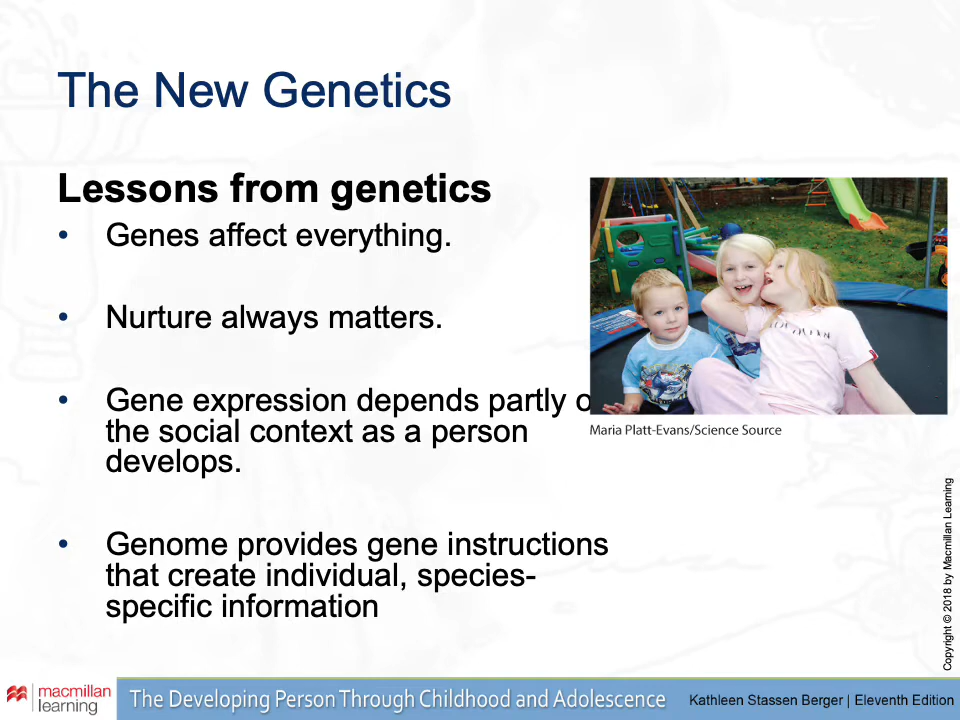 The New Genetics
Lessons from genetics
• Genes affect everything.
• Nurture always matters.
• Gene expression depends partly o
the social context as a person
develops.
• Genome provides gene instructions
that create individual, species-
specific information
Maria Platt-Evans/Science Source
Copyright © 2018 by Macmillan Learning
macmillan
learning
The Developing Person Through Childhood and Adolescence
Kathleen Stassen Berger | Eleventh Edition